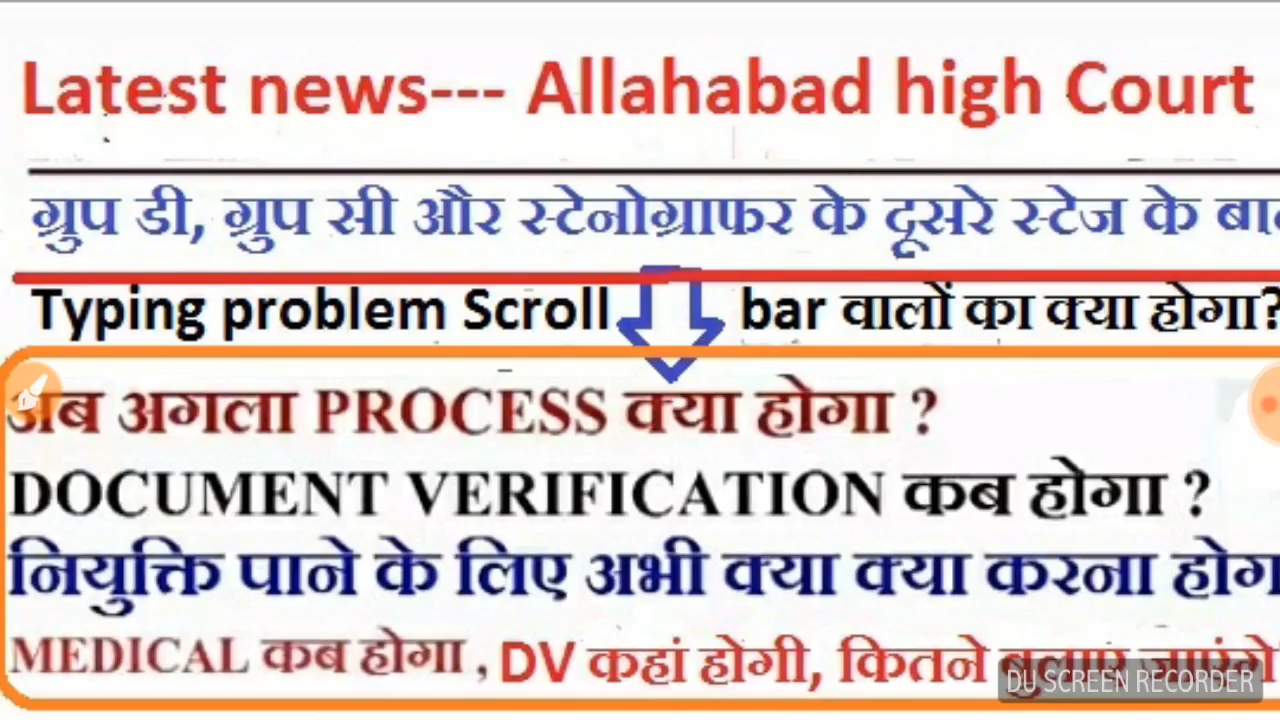 Latest news--- Allahabad high Court
ग्रुप डी, ग्रुप सी और स्टेनोग्राफर के दूसरे स्टेज के
Typing problem Scroll bar वालों का क्या होगा?
अब अगला PROCESS क्या होगा ?
DOCUMENT VERIFICATION कब होगा ?
नियुक्ति पाने के लिए अभी क्या क्या करना
MEDICAL कब होगा , DV कहां होगी, कितने बुलाए जाएंगे
DU SCREEN RECORDER